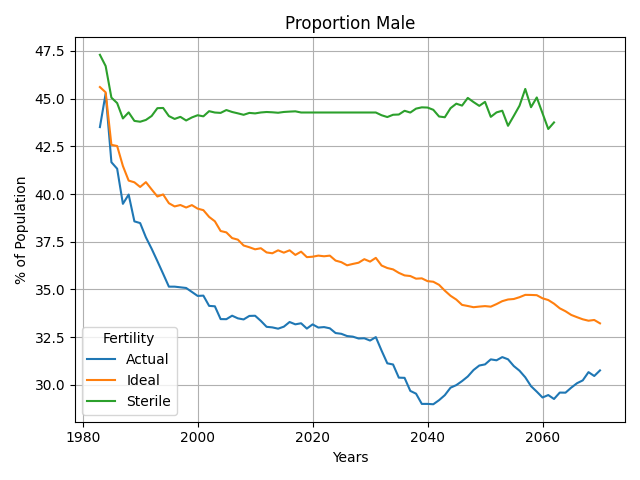 Proportion Male
% of Population
47.5
45.0
42.5
40.0
37.5
35.0
32.5
30.0
Fertility
Actual
Ideal
Sterile
1980
2000
2020
2040
2060
Years